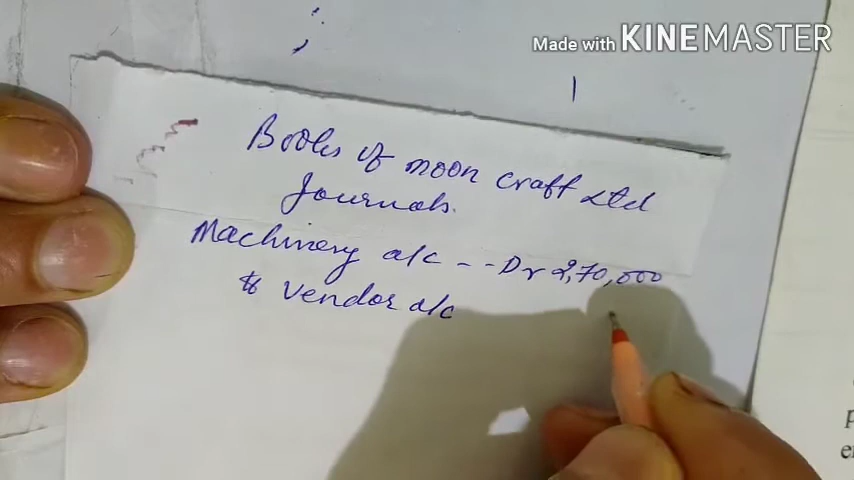 Made with KINEMASTER
Books of moon craft Ltd
Journals.
Machinery a/c -- Dr 2,70,000
to Vendor a/c